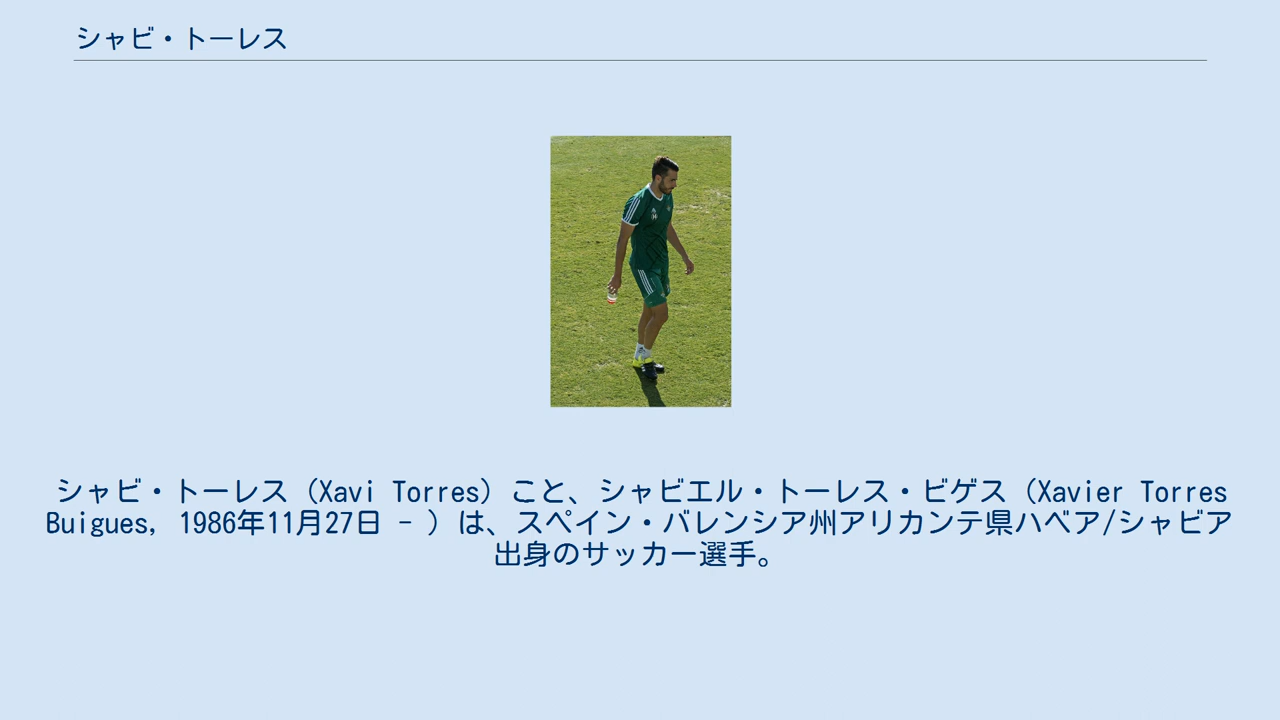 シャビ・トーレス
シャビ・トーレス（Xavi Torres）こと、シャビエル・トーレス・ビゲス（Xavier Torres
Buigues, 1986年11月27日 - ）は、スペイン・バレンシア州アリカンテ県ハベア/シャビア
出身のサッカー選手。